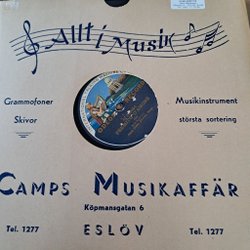 Allt i Musik
Grammofoner
Skivor
Musikinstrument
största sortering
CAMPS MUSIKAFFÄR
Köpmansgatan 6
Tel. 1277
ESLÖV
Tel. 1277